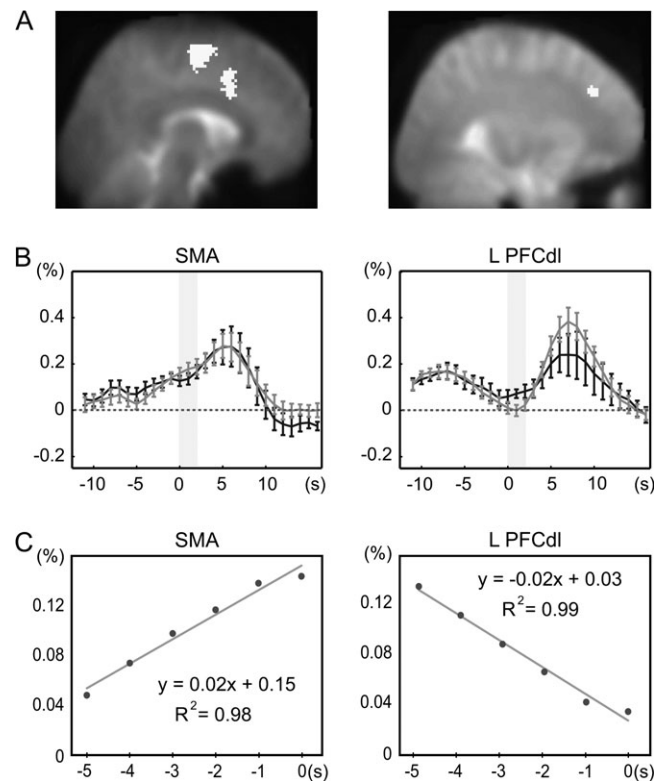 A
B
SMA
L PFCdl
(%)
(%)
0.4
0.2
0
-0.2
0.4
0.2
0
-0.2
-10 -5 0 5 10 (s)
-10 -5 0 5 10 (s)
C
SMA
L PFCdl
(%)
(%)
0.12
0.08
0.04
0
0.12
0.08
0.04
0
y = 0.02x + 0.15
R² = 0.98
y = -0.02x + 0.03
R² = 0.99
-5 -4 -3 -2 -1 0(s)
-5 -4 -3 -2 -1 0(s)